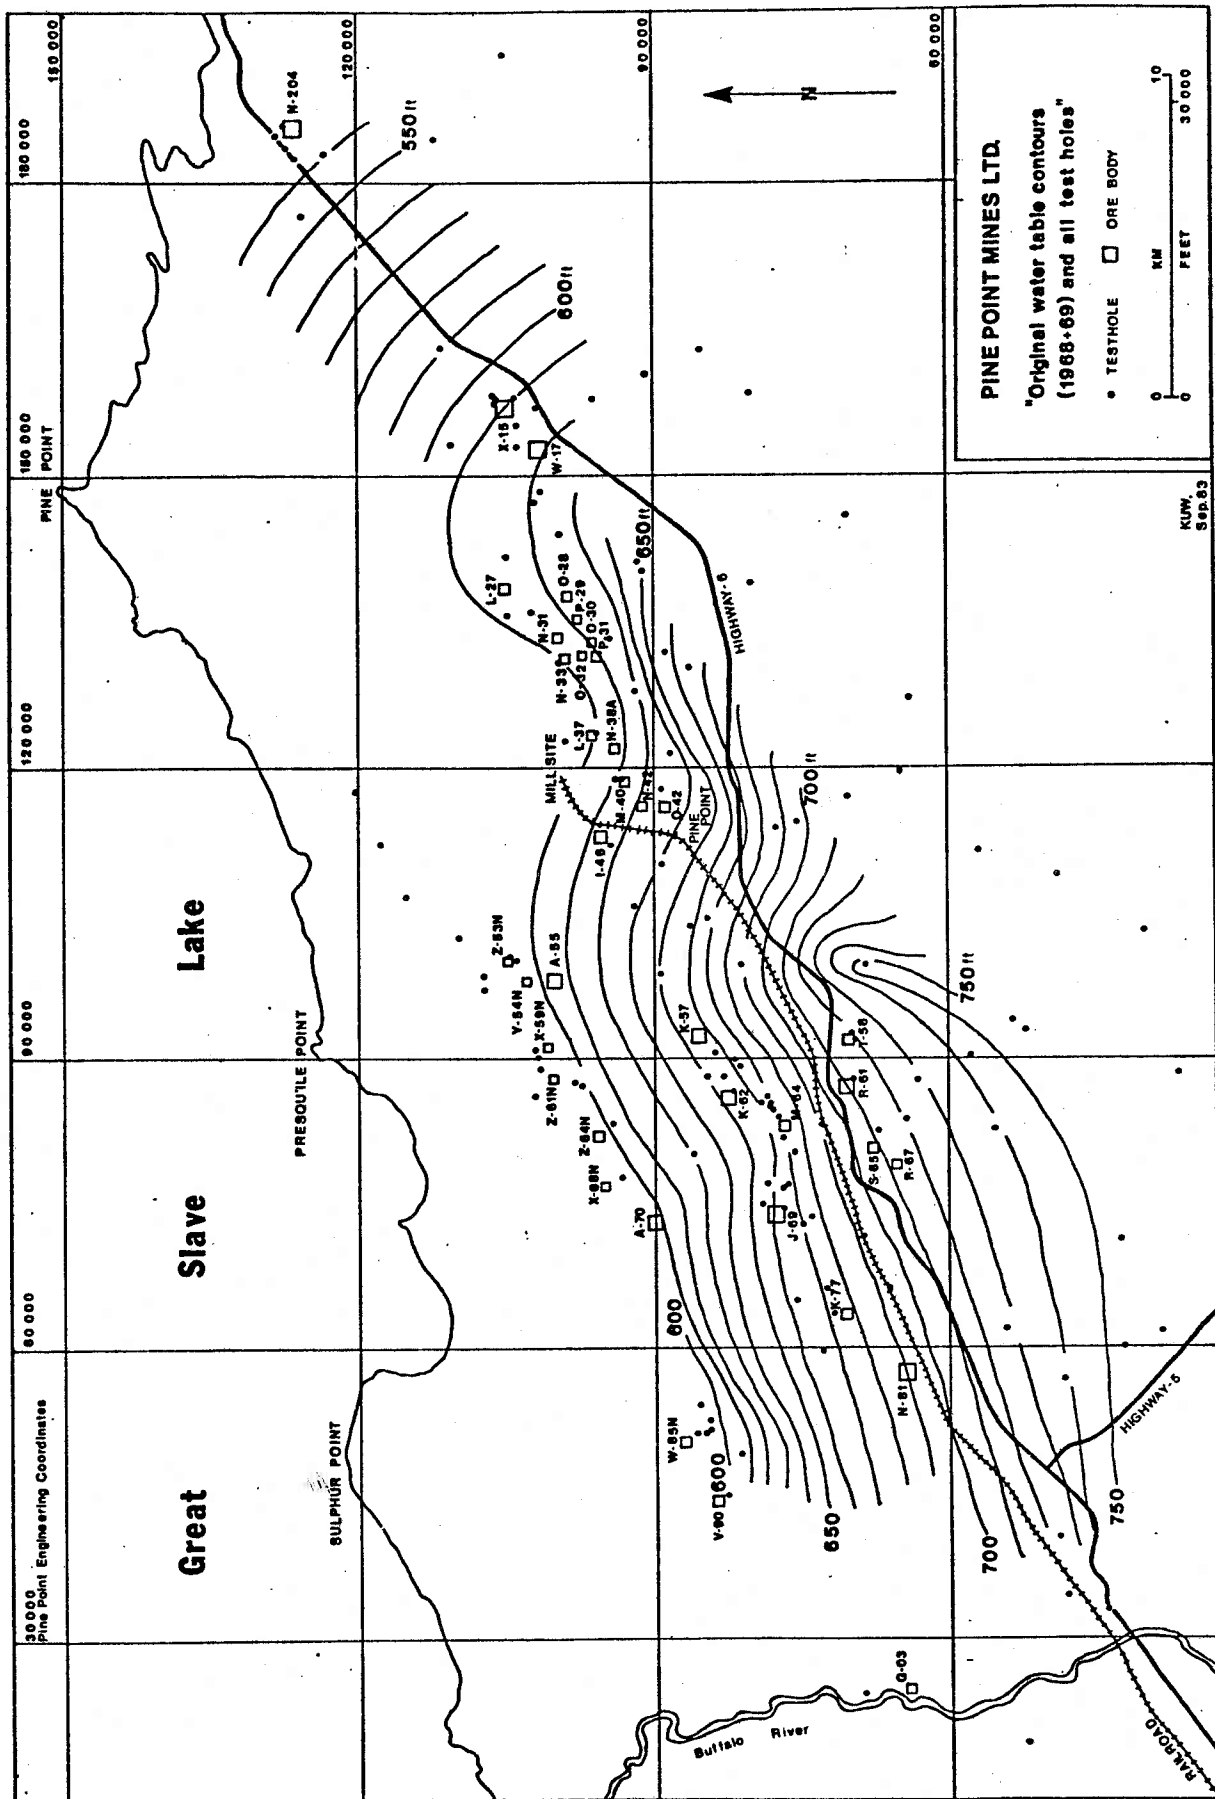 Pine Point Engineering Coordinates
30 000
60 000
90 000
120 000
150 000
180 000
150 000
120 000
90 000
60 000
Great Slave Lake
SULPHUR POINT
PRESQU'ILE POINT
PINE POINT
N-204
550 ft
600 ft
X-15
W-17
L-27
N-31
O-28
P-29
O-30
P-31
N-33
O-32
650 ft
L-37
N-38A
MILLSITE
M-40
N-42
O-42
PINE POINT
I-46
HIGHWAY-6
700 ft
Z-53N
Y-54N
A-55
X-59N
Z-61N
Z-64N
X-68N
A-70
K-57
K-62
M-64
J-69
K-77
N-81
T-58
R-61
S-65
R-67
750 ft
600
W-85N
V-90
600
650
700
750
HIGHWAY-5
G-03
Buffalo River
RAILROAD
PINE POINT MINES LTD.
"Original water table contours
(1968+69) and all test holes"
TESTHOLE
ORE BODY
0 KM 10
0 FEET 30 000
N
KUW,
Sep.83